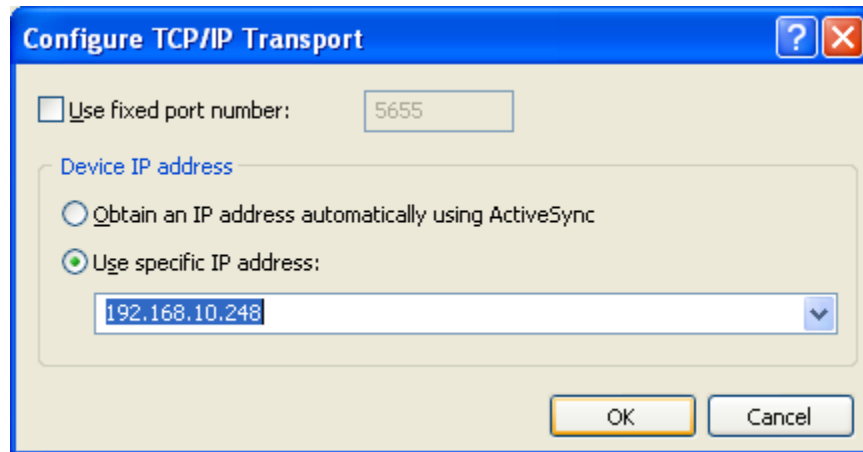 Configure TCP/IP Transport
Use fixed port number: 5655
Device IP address
Obtain an IP address automatically using ActiveSync
Use specific IP address:
192.168.10.248
OK Cancel